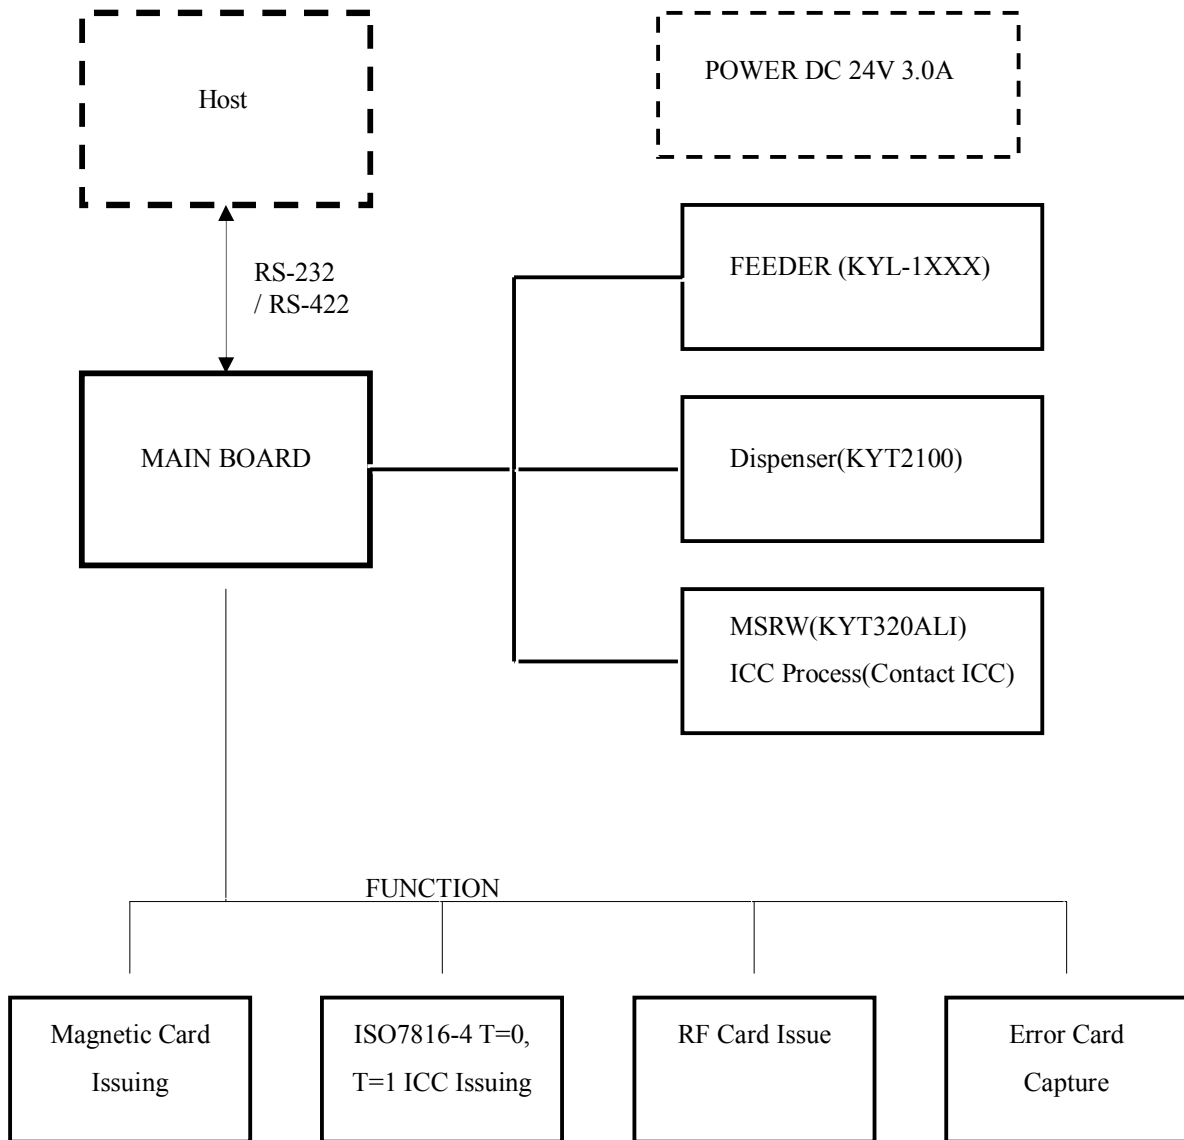 Host
POWER DC 24V 3.0A
RS-232
/ RS-422
FEEDER (KYL-1XXX)
MAIN BOARD
Dispenser(KYT2100)
MSRW(KYT320ALI)
ICC Process(Contact ICC)
FUNCTION
Magnetic Card
Issuing
ISO7816-4 T=0,
T=1 ICC Issuing
RF Card Issue
Error Card
Capture